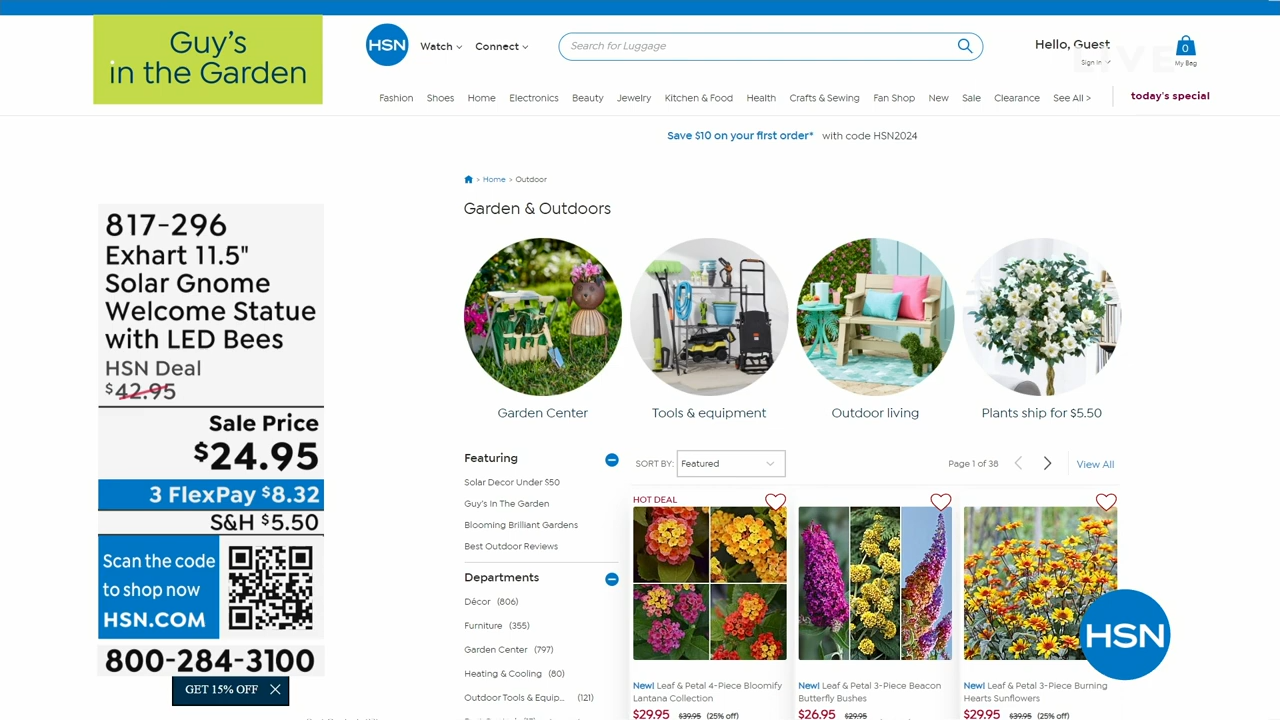 Guy's
in the Garden
HSN
Watch
Connect
Search for Luggage
Hello, Guest
Sign In
LIVE
0
My Bag
Fashion
Shoes
Home
Electronics
Beauty
Jewelry
Kitchen & Food
Health
Crafts & Sewing
Fan Shop
New
Sale
Clearance
See All >
today's special
Save $10 on your first order* with code HSN2024
> Home > Outdoor
Garden & Outdoors
817-296
Exhart 11.5"
Solar Gnome
Welcome Statue
with LED Bees
HSN Deal
$42.95
Sale Price
$24.95
3 FlexPay $8.32
S&H $5.50
Scan the code
to shop now
HSN.COM
800-284-3100
GET 15% OFF
Garden Center
Tools & equipment
Outdoor living
Plants ship for $5.50
Featuring
Solar Decor Under $50
Guy's In The Garden
Blooming Brilliant Gardens
Best Outdoor Reviews
Departments
Décor (806)
Furniture (355)
Garden Center (797)
Heating & Cooling (80)
Outdoor Tools & Equip... (121)
SORT BY: Featured
Page 1 of 38
View All
HOT DEAL
New! Leaf & Petal 4-Piece Bloomify
Lantana Collection
$29.95 $39.95 (25% off)
New! Leaf & Petal 3-Piece Beacon
Butterfly Bushes
$26.95 $29.95
New! Leaf & Petal 3-Piece Burning
Hearts Sunflowers
$29.95 $39.95 (25% off)
HSN